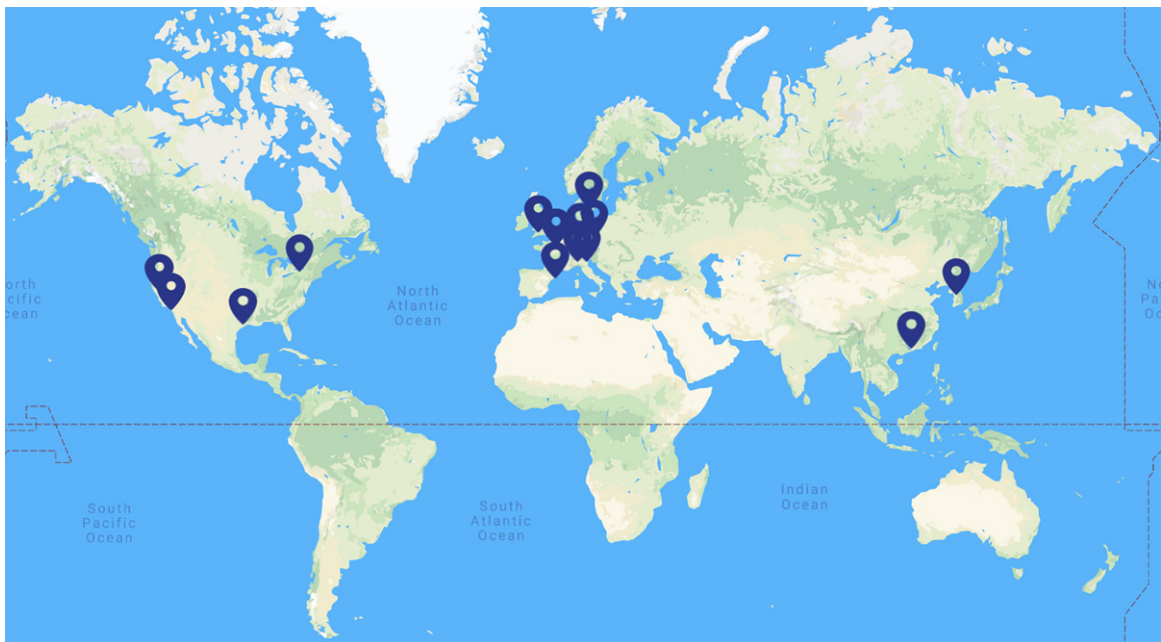 North
Atlantic
Ocean
South
Pacific
Ocean
South
Atlantic
Ocean
Indian
Ocean